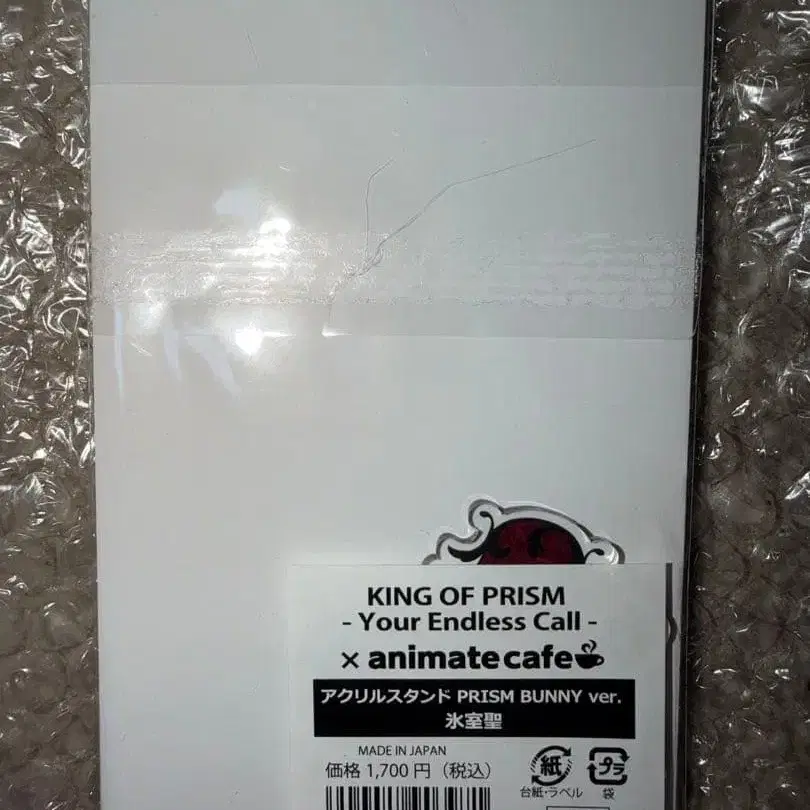 KING OF PRISM
- Your Endless Call -
× animatecafe
アクリルスタンド PRISM BUNNY ver.
氷室聖
MADE IN JAPAN
価格 1,700 円（税込）
紙
台紙・ラベル
プラ
袋